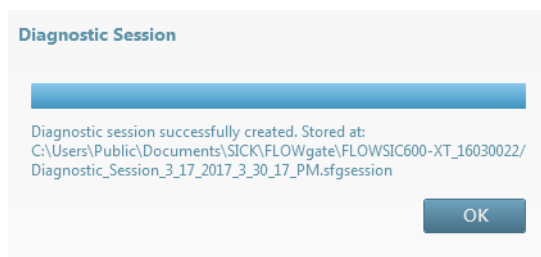 Diagnostic Session
Diagnostic session successfully created. Stored at:
C:\Users\Public\Documents\SICK\FLOWgate\FLOWSIC600-XT_16030022/
Diagnostic_Session_3_17_2017_3_30_17_PM.sfgsession
OK